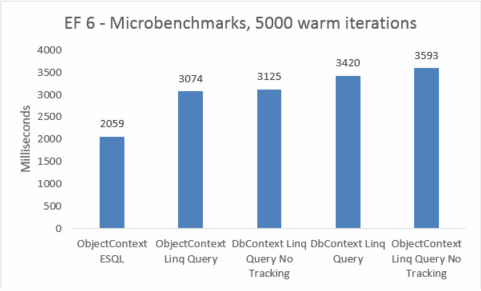 EF 6 - Microbenchmarks, 5000 warm iterations
Milliseconds
4000
3500
3000
2500
2000
1500
1000
500
0
2059
3074
3125
3420
3593
ObjectContext
ESQL
ObjectContext
Linq Query
DbContext Linq
Query No
Tracking
DbContext Linq
Query
ObjectContext
Linq Query No
Tracking